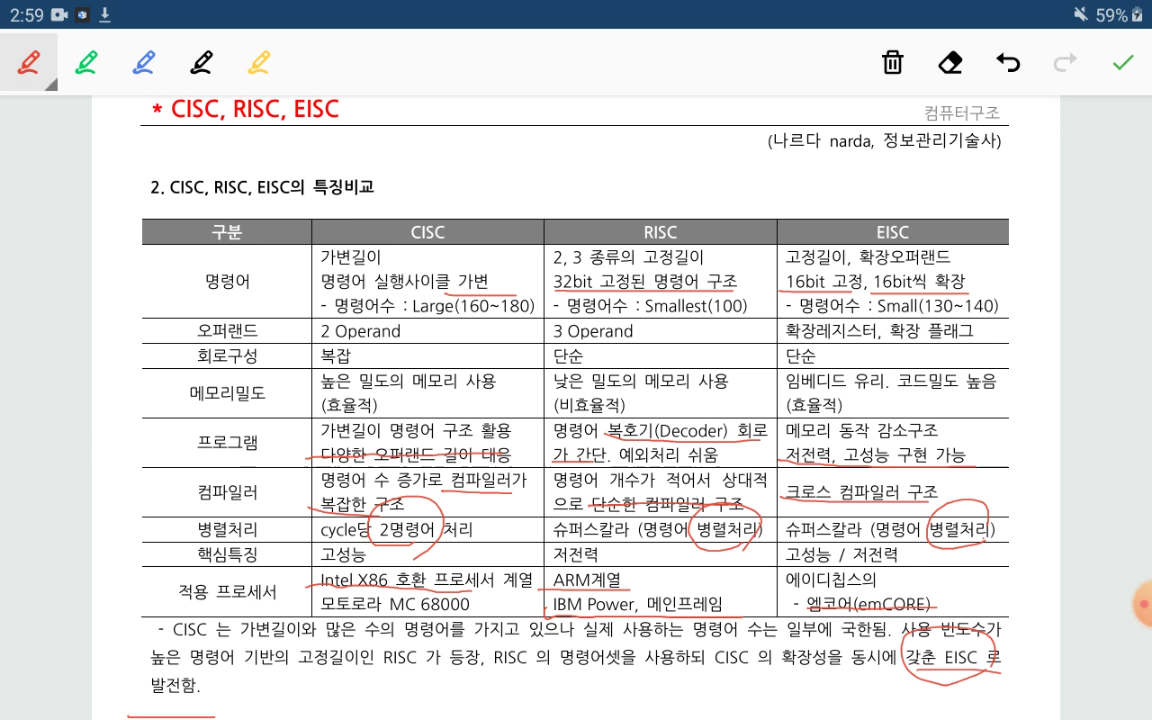 2:59 59%
* CISC, RISC, EISC 컴퓨터구조
(나르다 narda, 정보관리기술사)
2. CISC, RISC, EISC의 특징비교
구분 CISC RISC EISC
명령어
가변길이
명령어 실행사이클 가변
- 명령어수 : Large(160~180)
2, 3 종류의 고정길이
32bit 고정된 명령어 구조
- 명령어수 : Smallest(100)
고정길이, 확장오퍼랜드
16bit 고정, 16bit씩 확장
- 명령어수 : Small(130~140)
오퍼랜드 2 Operand 3 Operand 확장레지스터, 확장 플래그
회로구성 복잡 단순 단순
메모리밀도
높은 밀도의 메모리 사용
(효율적)
낮은 밀도의 메모리 사용
(비효율적)
임베디드 유리. 코드밀도 높음
(효율적)
프로그램
가변길이 명령어 구조 활용
다양한 오퍼랜드 길이 대응
명령어 복호기(Decoder) 회로
가 간단. 예외처리 쉬움
메모리 동작 감소구조
저전력, 고성능 구현 가능
컴파일러
명령어 수 증가로 컴파일러가
복잡한 구조
명령어 개수가 적어서 상대적
으로 단순한 컴파일러 구조
크로스 컴파일러 구조
병렬처리 cycle당 2명령어 처리 슈퍼스칼라 (명령어 병렬처리) 슈퍼스칼라 (명령어 병렬처리)
핵심특징 고성능 저전력 고성능 / 저전력
적용 프로세서
Intel X86 호환 프로세서 계열
모토로라 MC 68000
ARM계열
IBM Power, 메인프레임
에이디칩스의
- 엠코어(emCORE)
- CISC 는 가변길이와 많은 수의 명령어를 가지고 있으나 실제 사용하는 명령어 수는 일부에 국한됨. 사용 빈도수가
높은 명령어 기반의 고정길이인 RISC 가 등장, RISC 의 명령어셋을 사용하되 CISC 의 확장성을 동시에 갖춘 EISC 로
발전함.